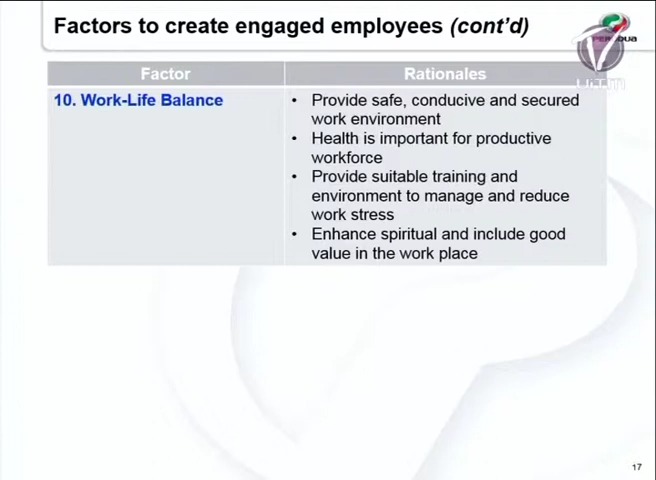 Factors to create engaged employees (cont'd)
Factor
Rationales
10. Work-Life Balance
• Provide safe, conducive and secured
work environment
• Health is important for productive
workforce
• Provide suitable training and
environment to manage and reduce
work stress
• Enhance spiritual and include good
value in the work place
17